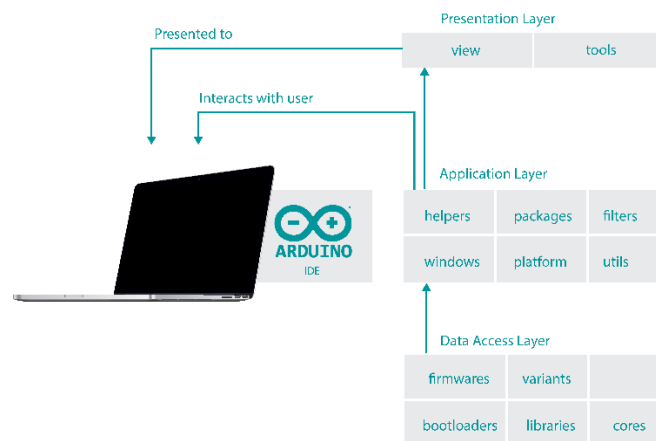 Presentation Layer
Presented to
view tools
Interacts with user
Application Layer
helpers packages filters
ARDUINO
IDE
windows platform utils
Data Access Layer
firmwares variants
bootloaders libraries cores